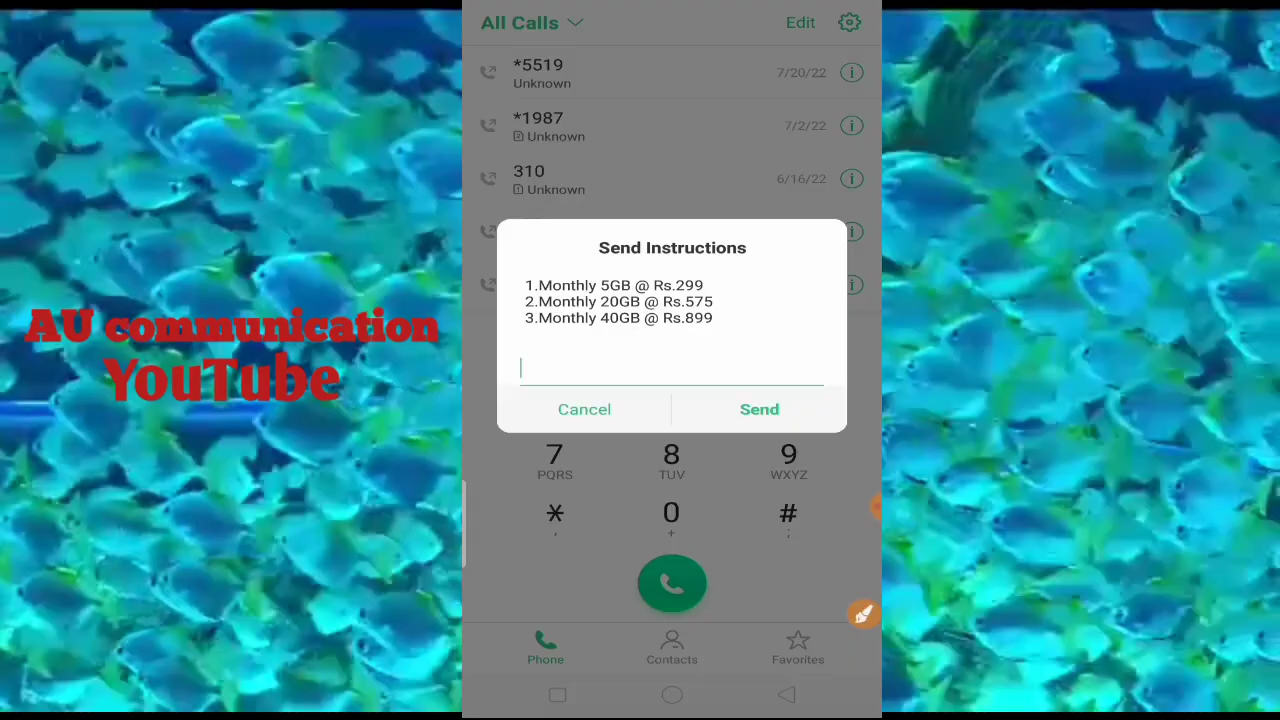 All Calls
Edit
*5519
Unknown
7/20/22
*1987
Unknown
7/2/22
310
Unknown
6/16/22
Send Instructions
1.Monthly 5GB @ Rs.299
2.Monthly 20GB @ Rs.575
3.Monthly 40GB @ Rs.899
Cancel
Send
AU communication
YouTube
7
PQRS
8
TUV
9
WXYZ
*
,
0
+
#
;
Phone
Contacts
Favorites